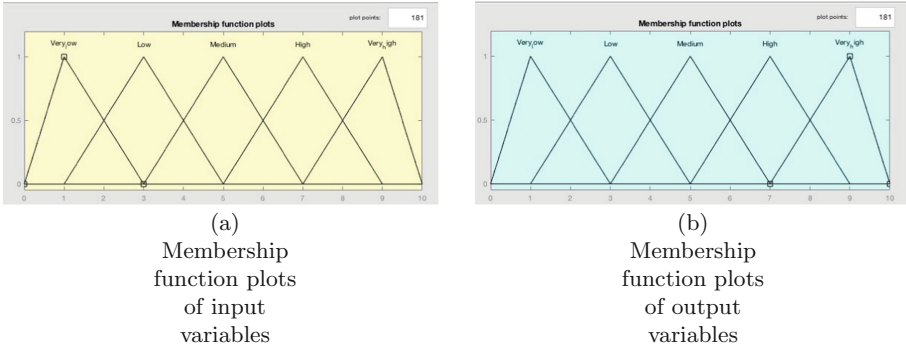 plot points: 181
Membership function plots
Very_low Low Medium High Very_high
1
0.5
0
0 1 2 3 4 5 6 7 8 9 10
(a)
Membership
function plots
of input
variables
plot points: 181
Membership function plots
Very_low Low Medium High Very_high
1
0.5
0
0 1 2 3 4 5 6 7 8 9 10
(b)
Membership
function plots
of output
variables